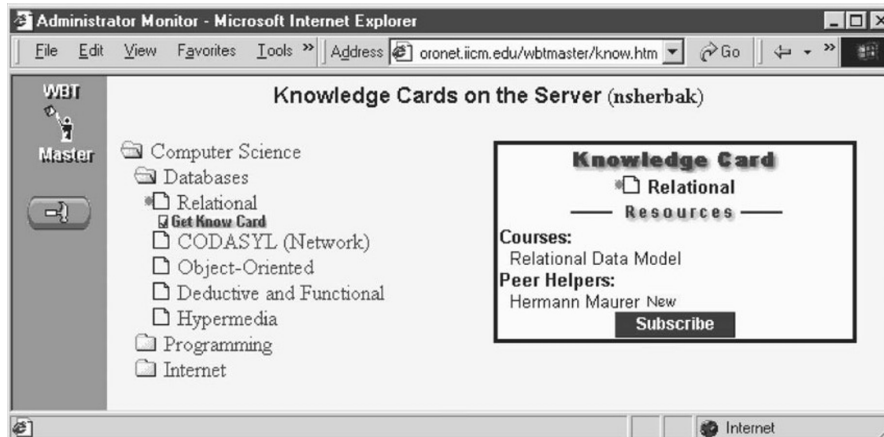 Administrator Monitor - Microsoft Internet Explorer
File Edit View Favorites Tools » Address oronet.iicm.edu/wbtmaster/know.htm Go »
WBT
Master
Knowledge Cards on the Server (nsherbak)
Computer Science
Databases
Relational
Get Know Card
CODASYL (Network)
Object-Oriented
Deductive and Functional
Hypermedia
Programming
Internet
Knowledge Card
Relational
Resources
Courses:
Relational Data Model
Peer Helpers:
Hermann Maurer New
Subscribe
Internet